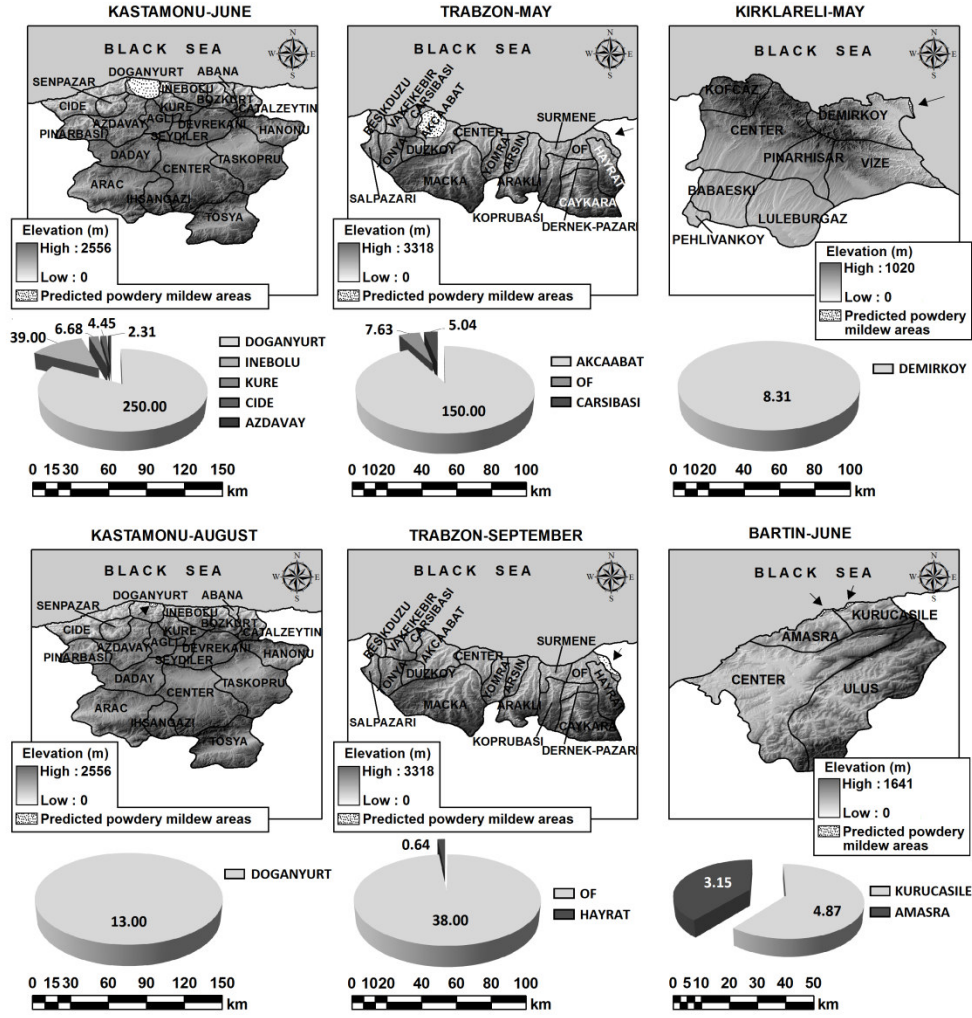 KASTAMONU-JUNE
BLACK SEA
N
W
E
S
DOGANYURT
ABANA
SENPAZAR
INEBOLU
BOZKURT
CATALZEYTIN
CIDE
KURE
AGLI
AZDAVAY
DEVREKANI
HANONU
PINARBASI
SEYDILER
DADAY
CENTER
TASKOPRU
ARAC
IHSANGAZI
TOSYA
Elevation (m)
High : 2556
Low : 0
Predicted powdery mildew areas
39.00
6.68
4.45
2.31
250.00
DOGANYURT
INEBOLU
KURE
CIDE
AZDAVAY
0 15 30 60 90 120 150
km
TRABZON-MAY
BLACK SEA
N
W
E
S
BESIKDUZU
VAKFIKEBIR
CARSIBASI
AKCAABAT
CENTER
SURMENE
TONYA
DUZKOY
YOMRA
ARSIN
OF
HAYRAT
MACKA
ARAKLI
SALPAZARI
KOPRUBASI
CAYKARA
DERNEK-PAZARI
Elevation (m)
High : 3318
Low : 0
Predicted powdery mildew areas
7.63
5.04
150.00
AKCAABAT
OF
CARSIBASI
0 10 20 40 60 80 100
km
KIRKLARELI-MAY
BLACK SEA
N
W
E
S
KOFCAZ
DEMIRKOY
CENTER
PINARHISAR
VIZE
BABAESKI
LULEBURGAZ
PEHLIVANKOY
Elevation (m)
High : 1020
Low : 0
Predicted powdery
mildew areas
DEMIRKOY
8.31
0 10 20 40 60 80 100
km
KASTAMONU-AUGUST
BLACK SEA
N
W
E
S
DOGANYURT
ABANA
SENPAZAR
INEBOLU
BOZKURT
CATALZEYTIN
CIDE
KURE
AGLI
AZDAVAY
DEVREKANI
HANONU
PINARBASI
SEYDILER
DADAY
CENTER
TASKOPRU
ARAC
IHSANGAZI
TOSYA
Elevation (m)
High : 2556
Low : 0
Predicted powdery mildew areas
DOGANYURT
13.00
0 15 30 60 90 120 150
km
TRABZON-SEPTEMBER
BLACK SEA
N
W
E
S
BESIKDUZU
VAKFIKEBIR
CARSIBASI
AKCAABAT
CENTER
SURMENE
TONYA
DUZKOY
YOMRA
ARSIN
OF
HAYRAT
MACKA
ARAKLI
SALPAZARI
KOPRUBASI
CAYKARA
DERNEK-PAZARI
Elevation (m)
High : 3318
Low : 0
Predicted powdery mildew areas
0.64
38.00
OF
HAYRAT
0 10 20 40 60 80 100
km
BARTIN-JUNE
BLACK SEA
N
W
E
S
KURUCASILE
AMASRA
CENTER
ULUS
Elevation (m)
High : 1641
Low : 0
Predicted powdery
mildew areas
3.15
4.87
KURUCASILE
AMASRA
0 5 10 20 30 40 50
km